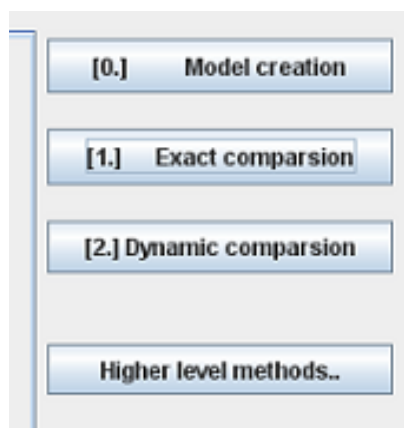 [0.] Model creation
[1.] Exact comparsion
[2.] Dynamic comparsion
Higher level methods..